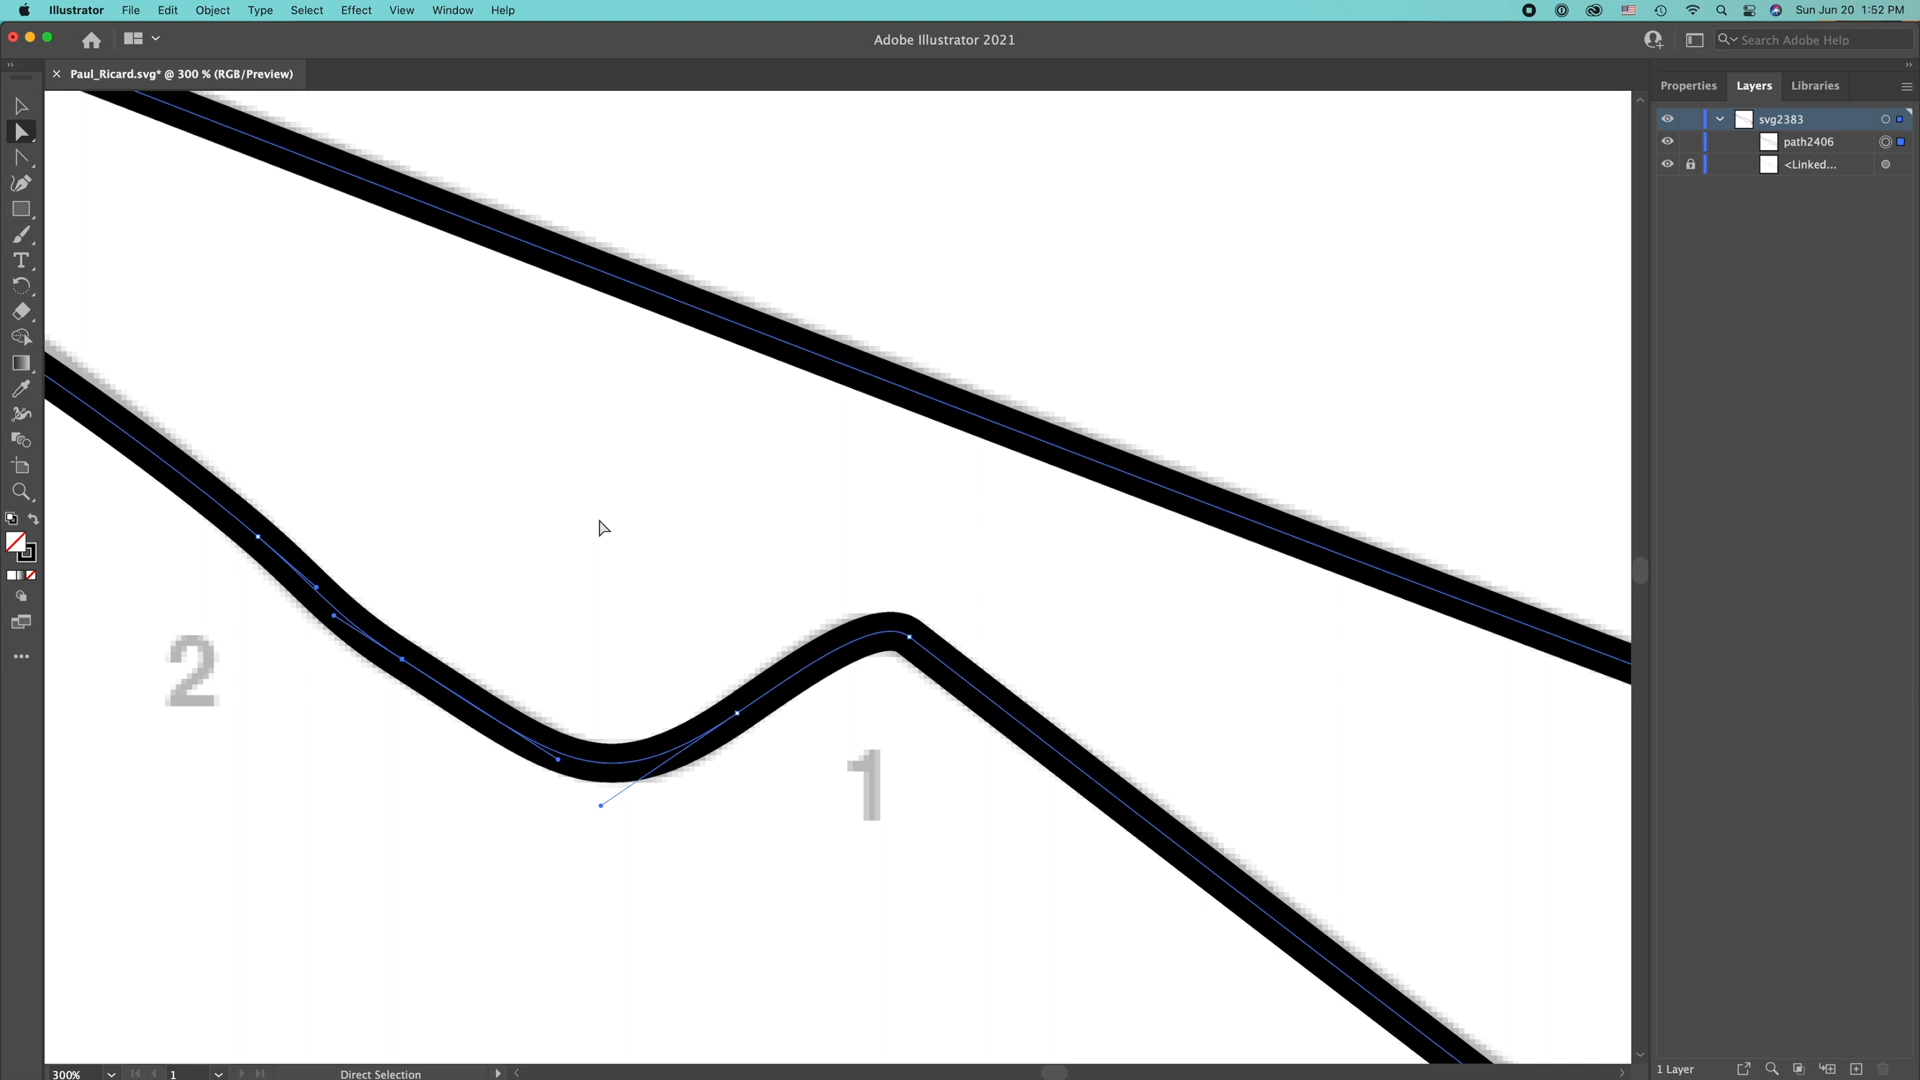 Illustrator File Edit Object Type Select Effect View Window Help Sun Jun 20 1:52 PM
Adobe Illustrator 2021 Search Adobe Help
Paul_Ricard.svg* @ 300 % (RGB/Preview)
Properties Layers Libraries
svg2383
path2406
<Linked...
2
1
300% 1 Direct Selection 1 Layer